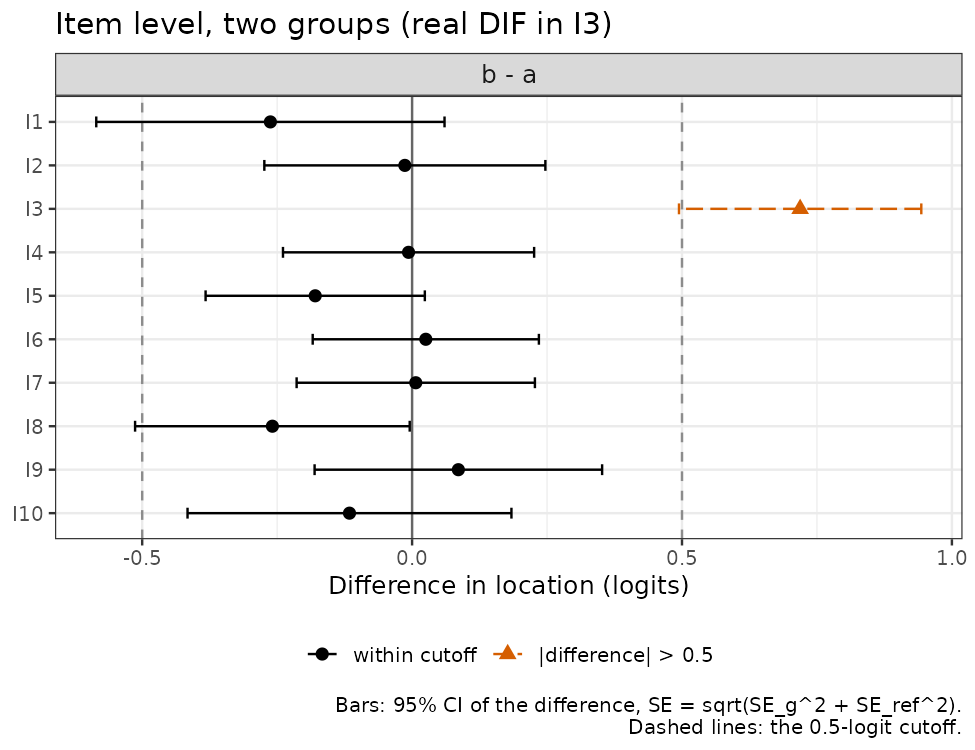 Item level, two groups (real DIF in I3)
b - a
I1
I2
I3
I4
I5
I6
I7
I8
I9
I10
-0.5 0.0 0.5 1.0
Difference in location (logits)
within cutoff |difference| > 0.5
Bars: 95% CI of the difference, SE = sqrt(SE_g^2 + SE_ref^2).
Dashed lines: the 0.5-logit cutoff.